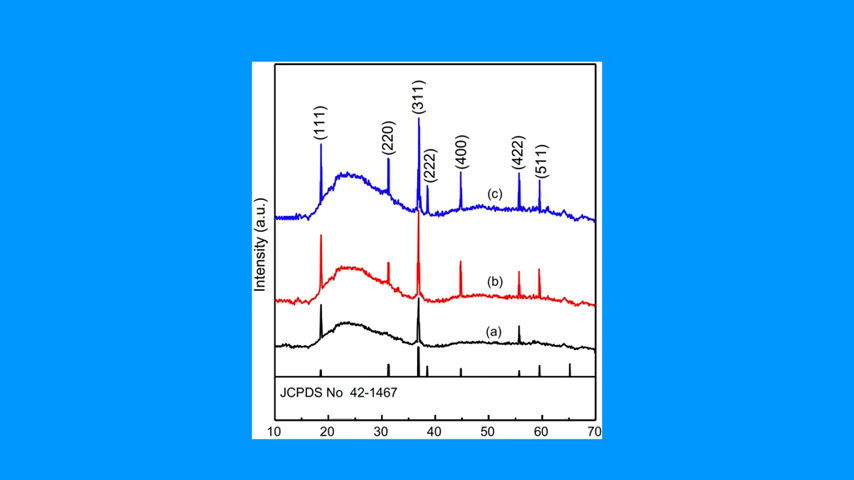 (111)
(220)
(311)
(222)
(400)
(422)
(511)
(c)
(b)
(a)
Intensity (a.u.)
JCPDS No 42-1467
10 20 30 40 50 60 70